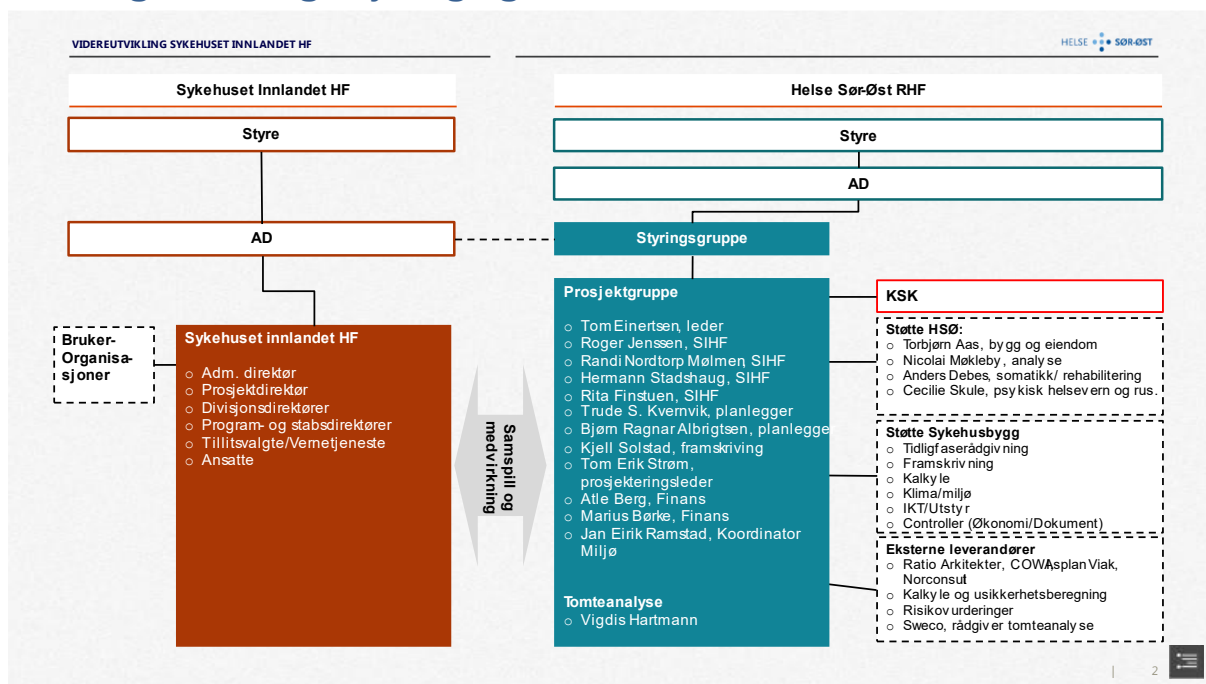 VIDEREUTVIKLING SYKEHUSET INNLANDET HF
HELSE SØR-ØST
Sykehuset Innlandet HF
Styre
AD
Bruker-
Organisa-
sjoner
Sykehuset innlandet HF
○ Adm. direktør
○ Prosjektdirektør
○ Divisjonsdirektører
○ Program- og stabsdirektører
○ Tillitsvalgte/Vernetjeneste
○ Ansatte
Samspill og
medvirkning
Helse Sør-Øst RHF
Styre
AD
Styringsgruppe
Prosjektgruppe
○ Tom Einertsen, leder
○ Roger Jenssen, SIHF
○ Randi Nordtorp Mølmen, SIHF
○ Hermann Stadshaug, SIHF
○ Rita Finstuen, SIHF
○ Trude S. Kvernvik, planlegger
○ Bjørn Ragnar Albrigtsen, planlegger
○ Kjell Solstad, framskriving
○ Tom Erik Strøm,
prosjekteringsleder
○ Atle Berg, Finans
○ Marius Børke, Finans
○ Jan Eirik Ramstad, Koordinator
Miljø
Tomteanalyse
○ Vigdis Hartmann
KSK
Støtte HSØ:
○ Torbjørn Aas, bygg og eiendom
○ Nicolai Møkleby, analyse
○ Anders Debes, somatikk/ rehabilitering
○ Cecilie Skule, psykisk helsevern og rus.
Støtte Sykehusbygg
○ Tidligfaserådgivning
○ Framskrivning
○ Kalkyle
○ Klima/miljø
○ IKT/Utstyr
○ Controller (Økonomi/Dokument)
Eksterne leverandører
○ Ratio Arkitekter, COWI, Asplan Viak,
Norconsult
○ Kalkyle og usikkerhetsberegning
○ Risikovurderinger
○ Sweco, rådgiver tomteanalyse
| 2